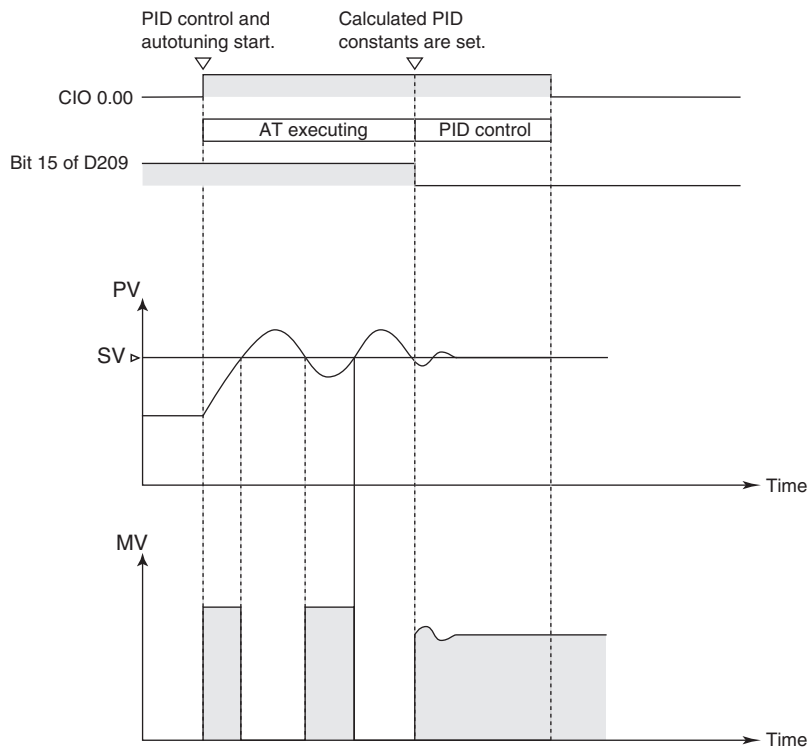 PID control and
autotuning start.
Calculated PID
constants are set.
CIO 0.00
AT executing
PID control
Bit 15 of D209
PV
SV
Time
MV
Time